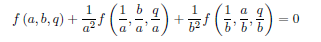 f (a, b, q) + \frac{1}{a^2} f \left( \frac{1}{a}, \frac{b}{a}, \frac{q}{a} \right) + \frac{1}{b^2} f \left( \frac{1}{b}, \frac{a}{b}, \frac{q}{b} \right) = 0